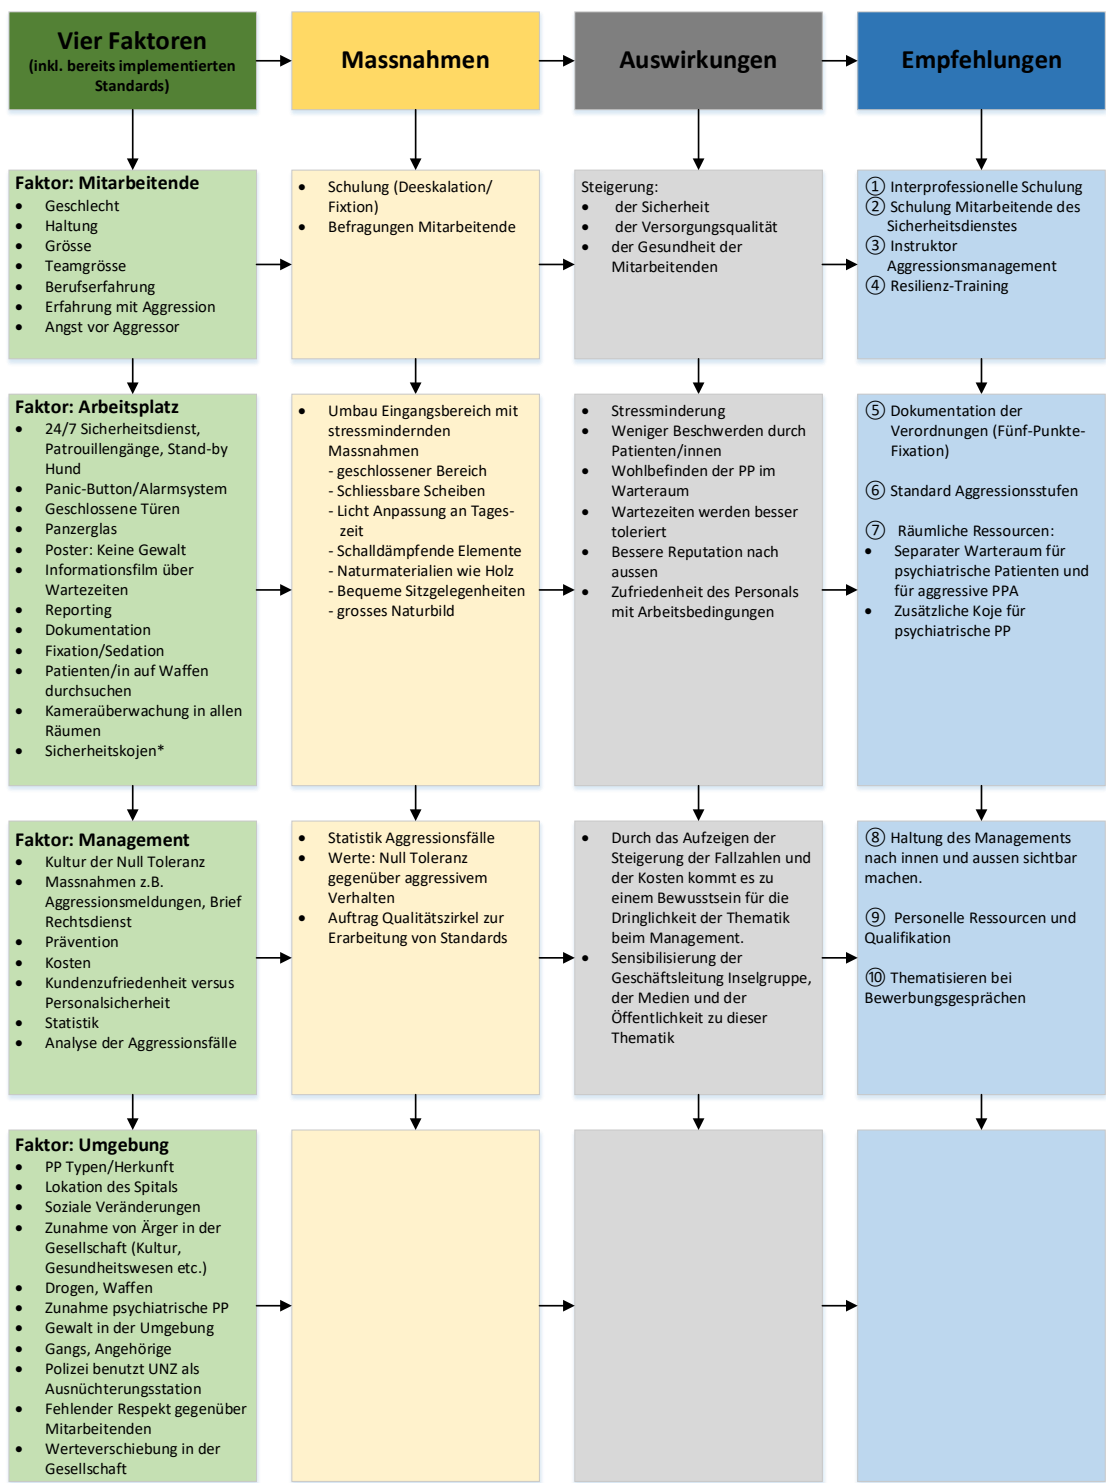 Vier Faktoren
(inkl. bereits implementierten
Standards)
Massnahmen
Auswirkungen
Empfehlungen
Faktor: Mitarbeitende
• Geschlecht
• Haltung
• Grösse
• Teamgrösse
• Berufserfahrung
• Erfahrung mit Aggression
• Angst vor Aggressor
• Schulung (Deeskalation/
Fixtion)
• Befragungen Mitarbeitende
Steigerung:
• der Sicherheit
• der Versorgungsqualität
• der Gesundheit der
Mitarbeitenden
① Interprofessionelle Schulung
② Schulung Mitarbeitende des
Sicherheitsdienstes
③ Instruktor
Aggressionsmanagement
④ Resilienz-Training
Faktor: Arbeitsplatz
• 24/7 Sicherheitsdienst,
Patrouillengänge, Stand-by
Hund
• Panic-Button/Alarmsystem
• Geschlossene Türen
• Panzerglas
• Poster: Keine Gewalt
• Informationsfilm über
Wartezeiten
• Reporting
• Dokumentation
• Fixation/Sedation
• Patienten/in auf Waffen
durchsuchen
• Kameraüberwachung in allen
Räumen
• Sicherheitskojen*
• Umbau Eingangsbereich mit
stressmindernden
Massnahmen
- geschlossener Bereich
- Schliessbare Scheiben
- Licht Anpassung an Tages-
zeit
- Schalldämpfende Elemente
- Naturmaterialien wie Holz
- Bequeme Sitzgelegenheiten
- grosses Naturbild
• Stressminderung
• Weniger Beschwerden durch
Patienten/innen
• Wohlbefinden der PP im
Warteraum
• Wartezeiten werden besser
toleriert
• Bessere Reputation nach
aussen
• Zufriedenheit des Personals
mit Arbeitsbedingungen
⑤ Dokumentation der
Verordnungen (Fünf-Punkte-
Fixation)
⑥ Standard Aggressionsstufen
⑦ Räumliche Ressourcen:
• Separater Warteraum für
psychiatrische Patienten und
für aggressive PPA
• Zusätzliche Koje für
psychiatrische PP
Faktor: Management
• Kultur der Null Toleranz
• Massnahmen z.B.
Aggressionsmeldungen, Brief
Rechtsdienst
• Prävention
• Kosten
• Kundenzufriedenheit versus
Personalsicherheit
• Statistik
• Analyse der Aggressionsfälle
• Statistik Aggressionsfälle
• Werte: Null Toleranz
gegenüber aggressivem
Verhalten
• Auftrag Qualitätszirkel zur
Erarbeitung von Standards
• Durch das Aufzeigen der
Steigerung der Fallzahlen und
der Kosten kommt es zu
einem Bewusstsein für die
Dringlichkeit der Thematik
beim Management.
• Sensibilisierung der
Geschäftsleitung Inselgruppe,
der Medien und der
Öffentlichkeit zu dieser
Thematik
⑧ Haltung des Managements
nach innen und aussen sichtbar
machen.
⑨ Personelle Ressourcen und
Qualifikation
⑩ Thematisieren bei
Bewerbungsgesprächen
Faktor: Umgebung
• PP Typen/Herkunft
• Lokation des Spitals
• Soziale Veränderungen
• Zunahme von Ärger in der
Gesellschaft (Kultur,
Gesundheitswesen etc.)
• Drogen, Waffen
• Zunahme psychiatrische PP
• Gewalt in der Umgebung
• Gangs, Angehörige
• Polizei benutzt UNZ als
Ausnüchterungsstation
• Fehlender Respekt gegenüber
Mitarbeitenden
• Werteverschiebung in der
Gesellschaft